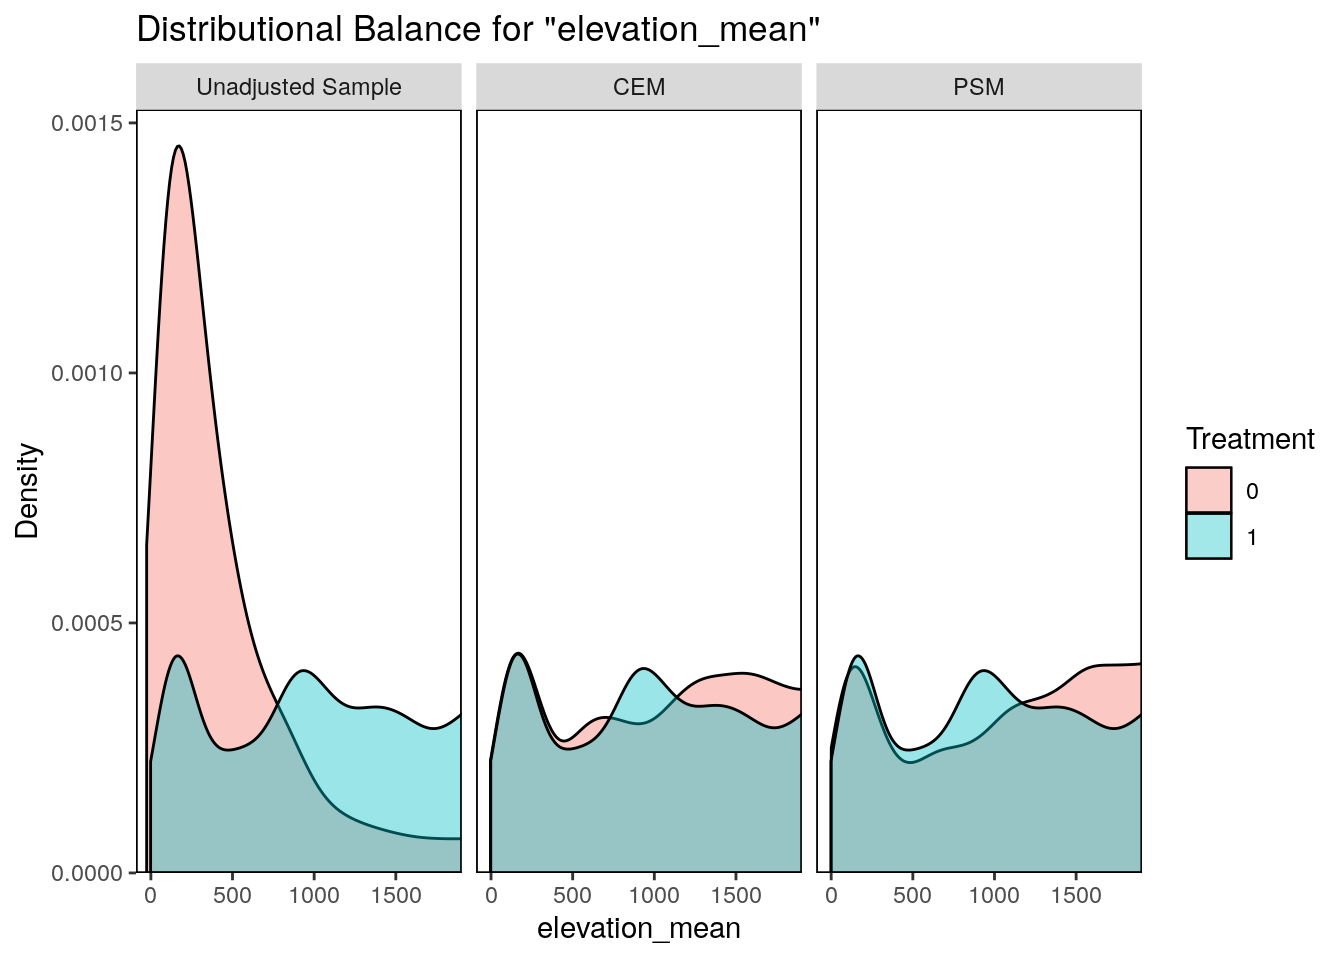 Distributional Balance for "elevation_mean"
Unadjusted Sample
CEM
PSM
Density
0.0015
0.0010
0.0005
0.0000
0 500 1000 1500
0 500 1000 1500
0 500 1000 1500
elevation_mean
Treatment
0
1